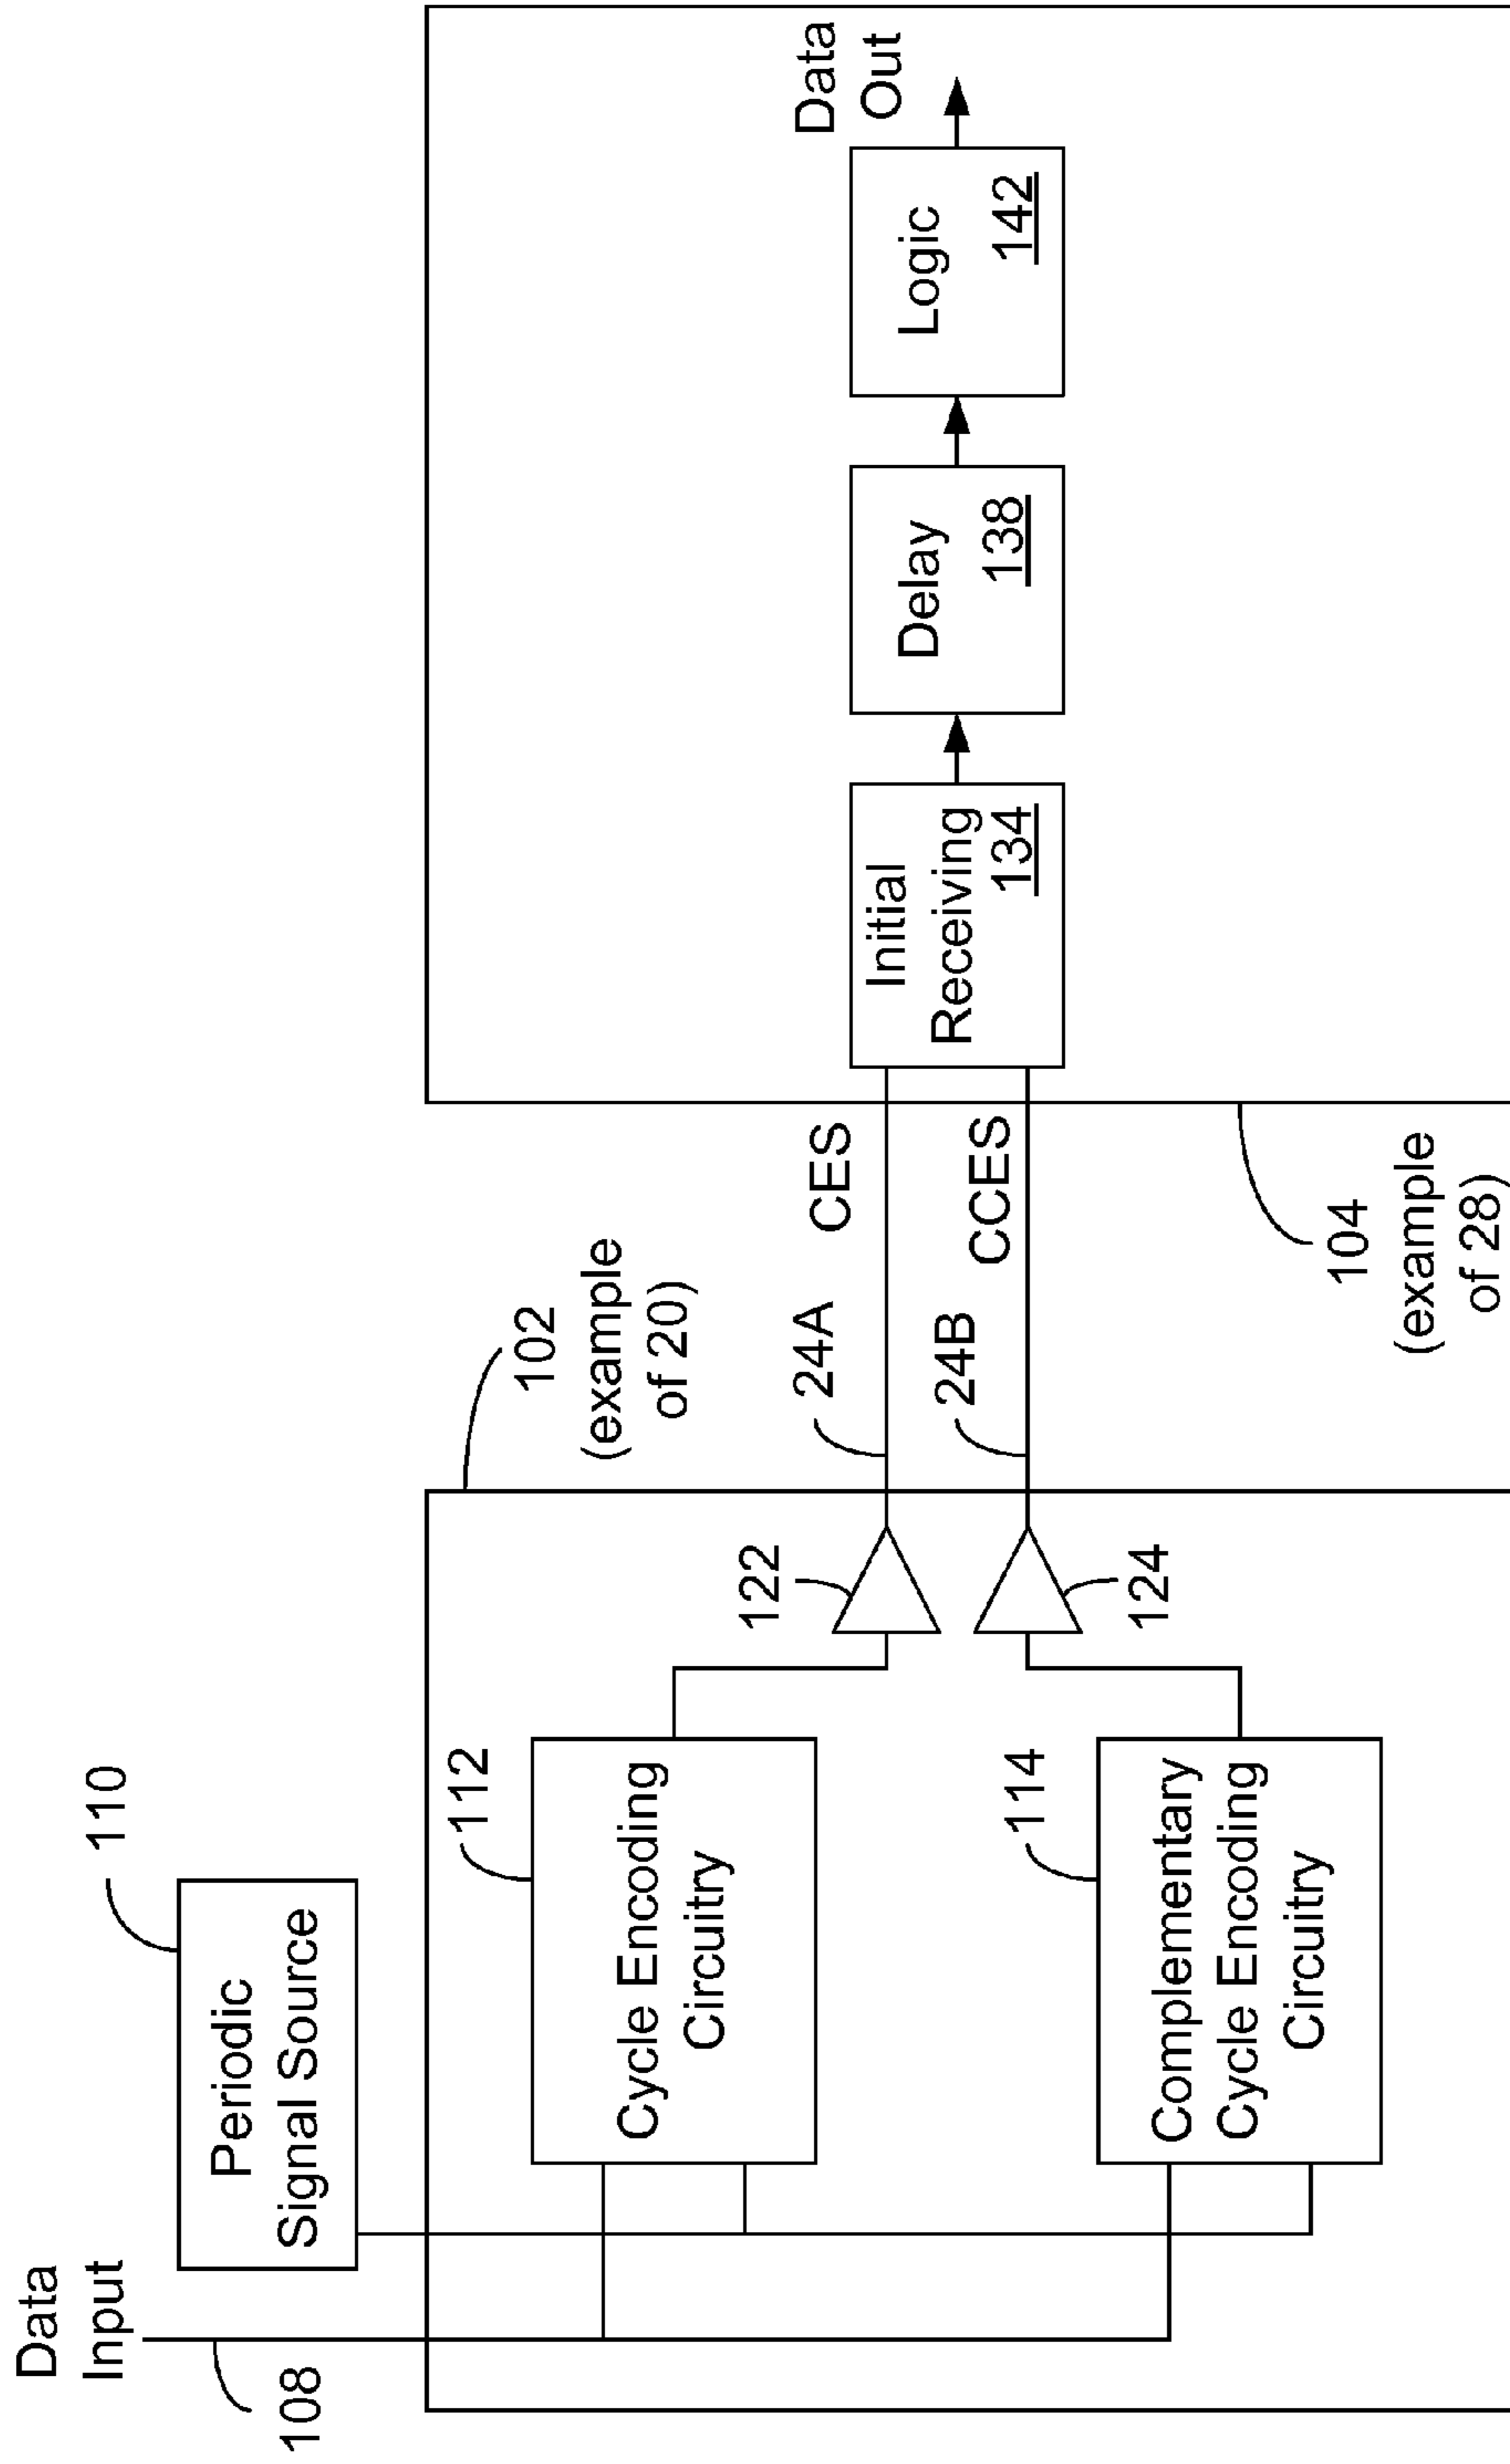 Data
Input
108
Periodic
Signal Source
110
102
(example
of 20)
112
Cycle Encoding
Circuitry
114
Complementary
Cycle Encoding
Circuitry
122
124
24A
24B
CES
CCES
104
(example
of 28)
Initial
Receiving
134
Delay
138
Logic
142
Data
Out